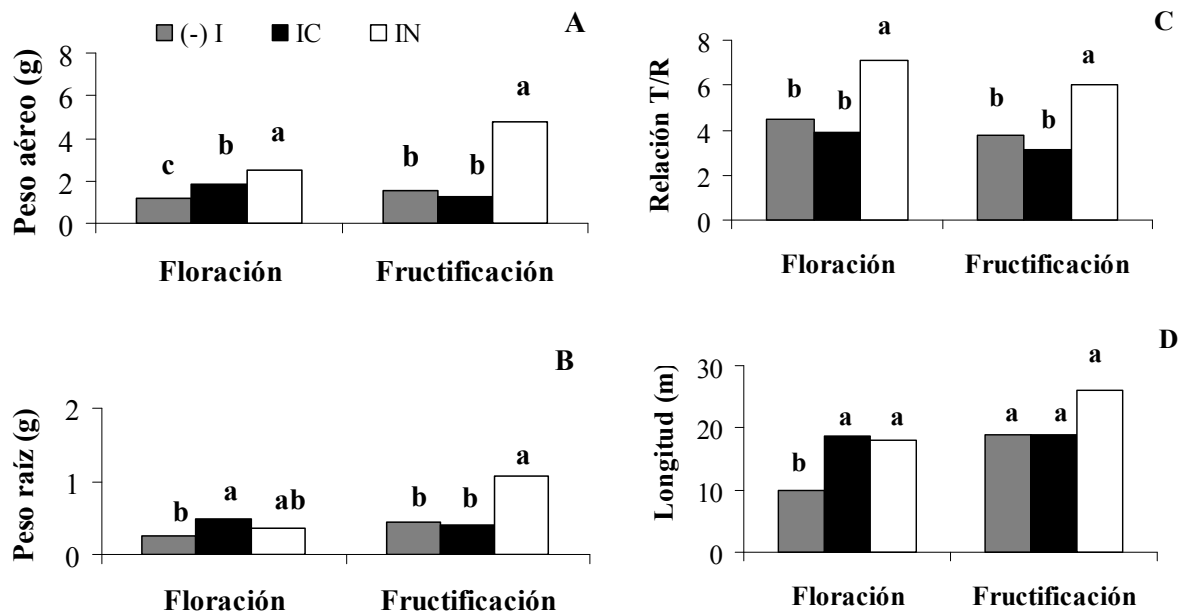 (-) I IC IN
A
Peso aéreo (g)
8
6
4
2
0
c b a
b b a
Floración Fructificación
C
Relación T/R
8
6
4
2
0
b b a
b b a
Floración Fructificación
B
Peso raíz (g)
2
1
0
b a ab
b b a
Floración Fructificación
D
Longitud (m)
30
20
10
0
b a a
a a a
Floración Fructificación